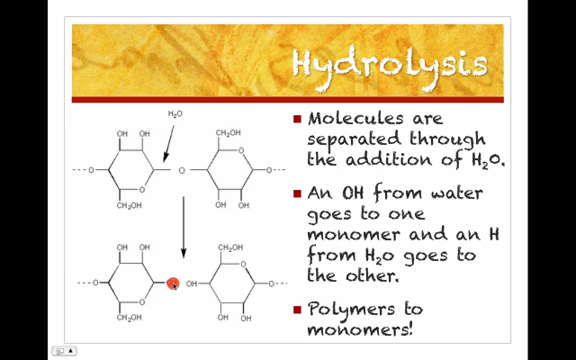 Hydrolysis
H₂O
OH OH
CH₂OH
O
O
O
O
O
CH₂OH
OH OH
■ Molecules are
separated through
the addition of H₂O.
■ An OH from water
goes to one
monomer and an H
from H₂o goes to
the other.
■ Polymers to
monomers!
OH OH
CH₂OH
O
O
OH
O
O
CH₂OH
OH OH